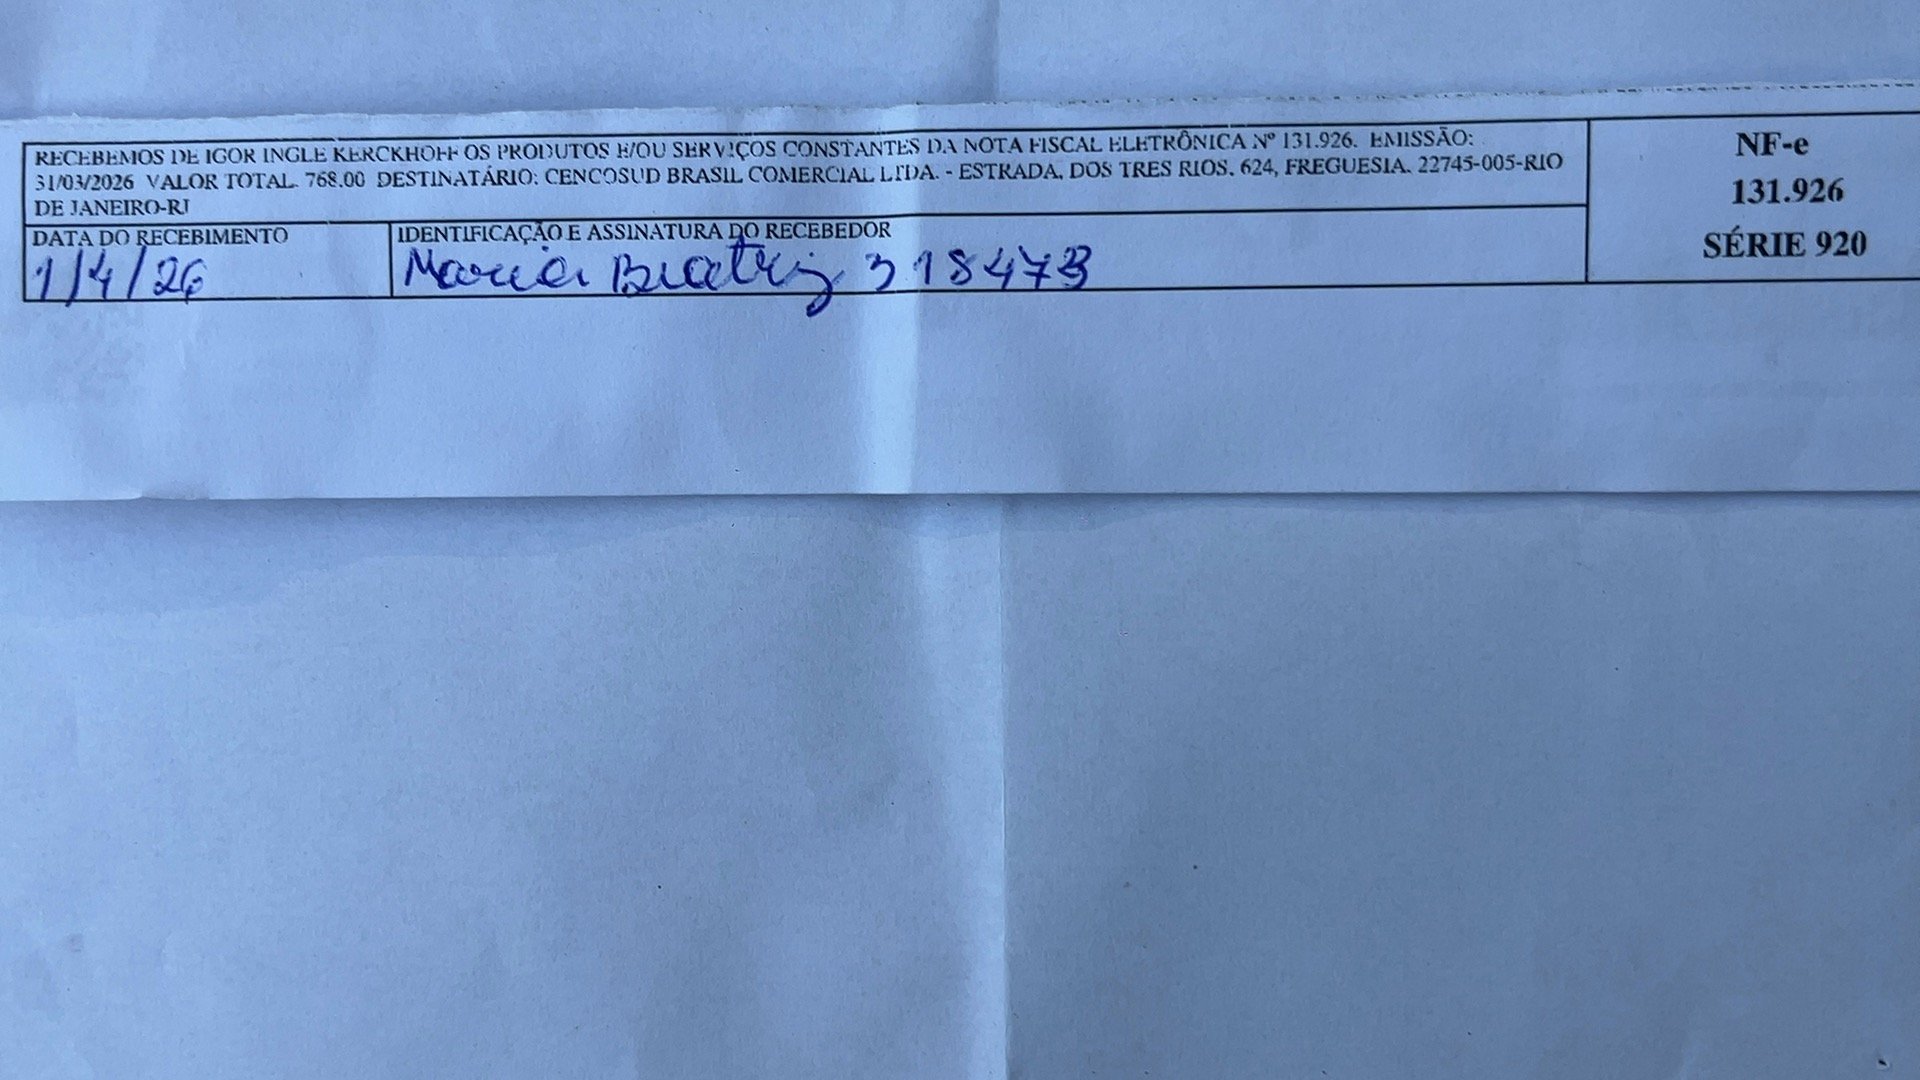 RECEBEMOS DE IGOR INGLE KERCKHOFF OS PRODUTOS E/OU SERVIÇOS CONSTANTES DA NOTA FISCAL ELETRÔNICA Nº 131.926. EMISSÃO:
31/03/2026 VALOR TOTAL. 768.00 DESTINATÁRIO: CENCOSUD BRASIL COMERCIAL LTDA. - ESTRADA, DOS TRES RIOS. 624, FREGUESIA. 22745-005-RIO
DE JANEIRO-RJ
DATA DO RECEBIMENTO
1/4/26
IDENTIFICAÇÃO E ASSINATURA DO RECEBEDOR
Maria Beatriz 318473
NF-e
131.926
SÉRIE 920